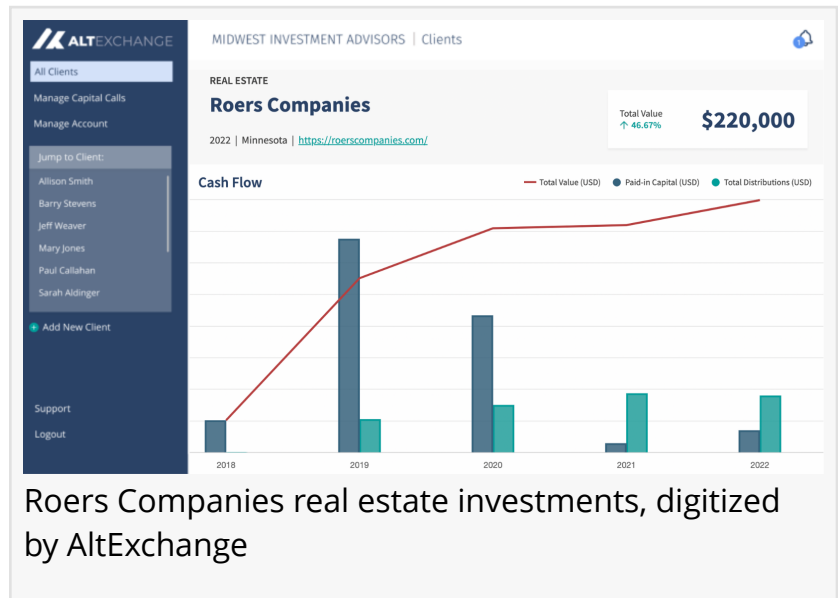 ALTEXCHANGE
MIDWEST INVESTMENT ADVISORS | Clients
1
All Clients
Manage Capital Calls
Manage Account
Jump to Client:
Allison Smith
Barry Stevens
Jeff Weaver
Mary Jones
Paul Callahan
Sarah Aldinger
Add New Client
Support
Logout
REAL ESTATE
Roers Companies
2022 | Minnesota | https://roerscompanies.com/
Total Value
↑ 46.67%
$220,000
Cash Flow
Total Value (USD) Paid-in Capital (USD) Total Distributions (USD)
2018 2019 2020 2021 2022
Roers Companies real estate investments, digitized
by AltExchange